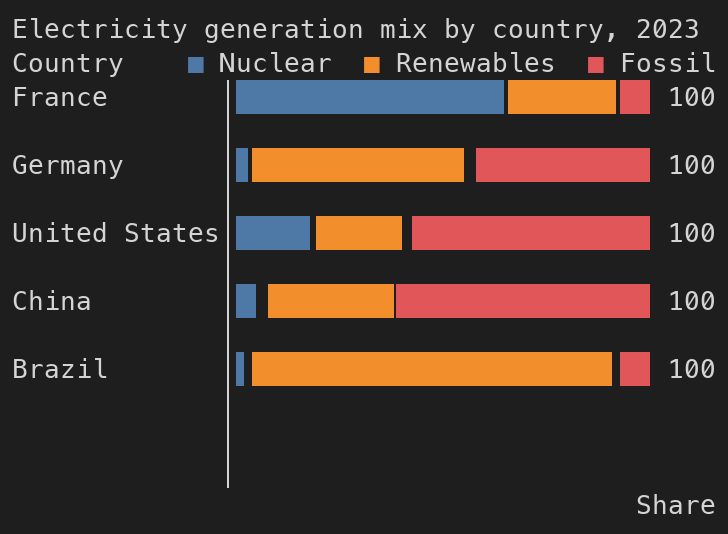 Electricity generation mix by country, 2023
Country ■ Nuclear ■ Renewables ■ Fossil
France 100
Germany 100
United States 100
China 100
Brazil 100
Share